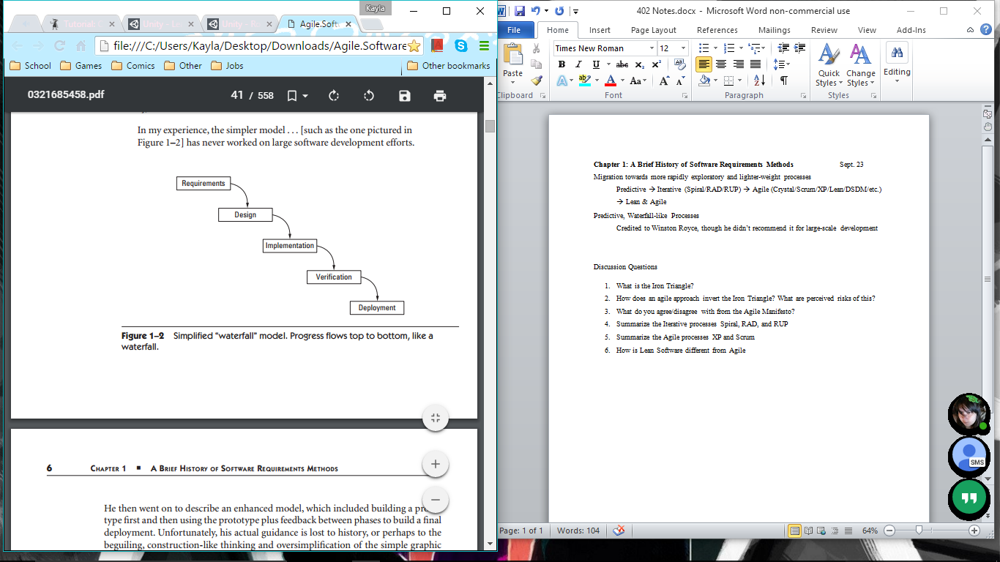 Kayla
Tutorial: C
Unity - Le
Unity - R
Agile.Softw
file:///C:/Users/Kayla/Desktop/Downloads/Agile.Software
School
Games
Comics
Other
Jobs
Other bookmarks
0321685458.pdf
41 / 558
In my experience, the simpler model . . . [such as the one pictured in
Figure 1–2] has never worked on large software development efforts.
Requirements
Design
Implementation
Verification
Deployment
Figure 1–2 Simplified “waterfall” model. Progress flows top to bottom, like a
waterfall.
6 Chapter 1 ■ A Brief History of Software Requirements Methods
He then went on to describe an enhanced model, which included building a
type first and then using the prototype plus feedback between phases to build a final
deployment. Unfortunately, his actual guidance is lost to history, or perhaps to the
beguiling, construction-like thinking and oversimplification of the simple graphic
402 Notes.docx - Microsoft Word non-commercial use
File
Home
Insert
Page Layout
References
Mailings
Review
View
Add-Ins
Paste
Clipboard
Times New Roman
12
B I U abc x₂ x²
A ab A Aa A A
Font
Paragraph
Quick
Styles
Change
Styles
Styles
Editing
Chapter 1: A Brief History of Software Requirements Methods Sept. 23
Migration towards more rapidly exploratory and lighter-weight processes
Predictive → Iterative (Spiral/RAD/RUP) → Agile (Crystal/Scrum/XP/Lean/DSDM/etc.)
→ Lean & Agile
Predictive, Waterfall-like Processes
Credited to Winston Royce, though he didn’t recommend it for large-scale development
Discussion Questions
1. What is the Iron Triangle?
2. How does an agile approach invert the Iron Triangle? What are perceived risks of this?
3. What do you agree/disagree with from the Agile Manifesto?
4. Summarize the Iterative processes Spiral, RAD, and RUP
5. Summarize the Agile processes XP and Scrum
6. How is Lean Software different from Agile
SMS
Page: 1 of 1
Words: 104
64%